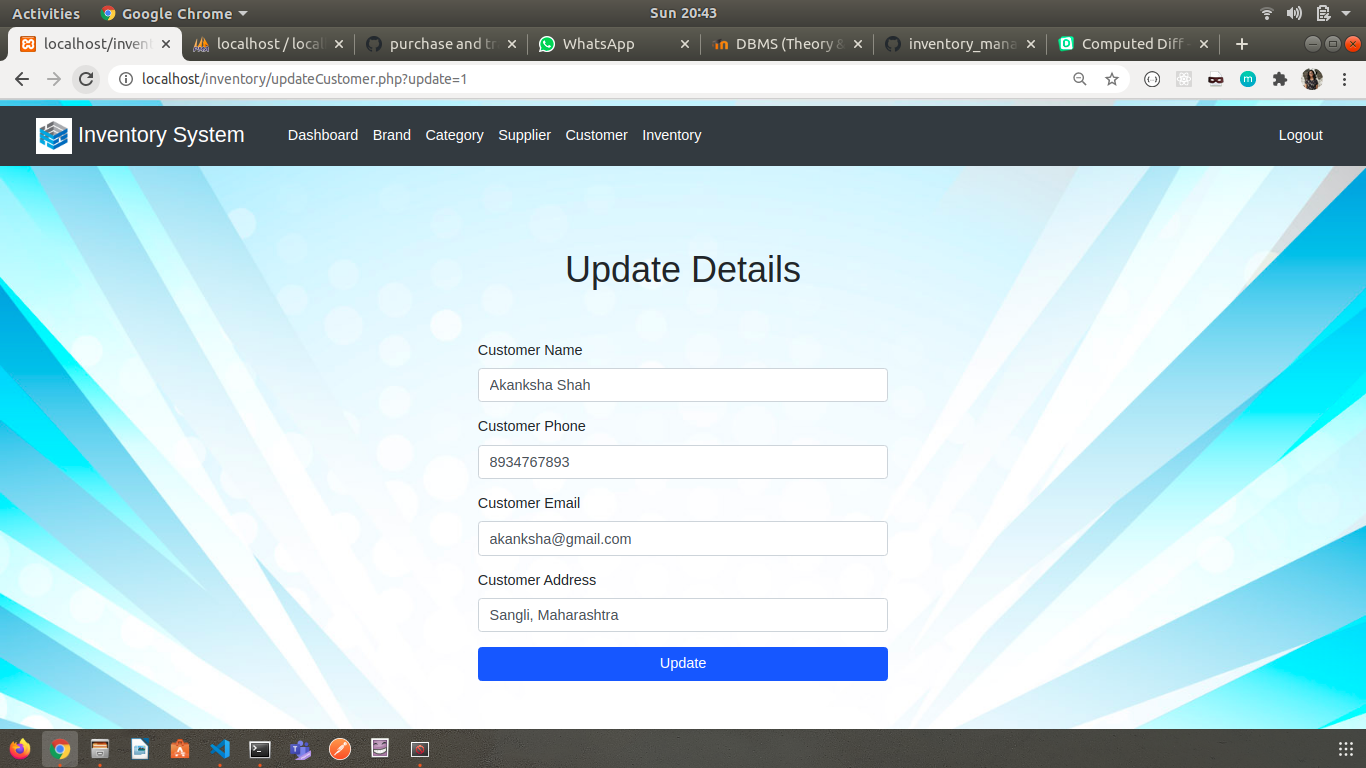 Activities Google Chrome Sun 20:43
localhost/inven localhost / local purchase and tr WhatsApp DBMS (Theory & inventory_mana Computed Diff -
localhost/inventory/updateCustomer.php?update=1
Inventory System Dashboard Brand Category Supplier Customer Inventory Logout
Update Details
Customer Name
Akanksha Shah
Customer Phone
8934767893
Customer Email
akanksha@gmail.com
Customer Address
Sangli, Maharashtra
Update